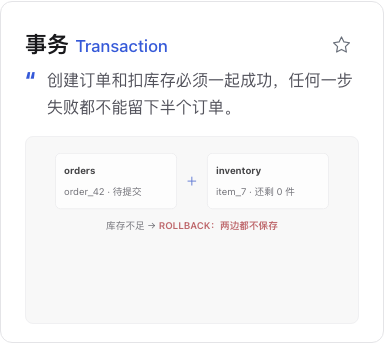 事务 Transaction
“ 创建订单和扣库存必须一起成功，任何一步
失败都不能留下半个订单。
orders
order_42 · 待提交
+
inventory
item_7 · 还剩 0 件
库存不足 → ROLLBACK：两边都不保存